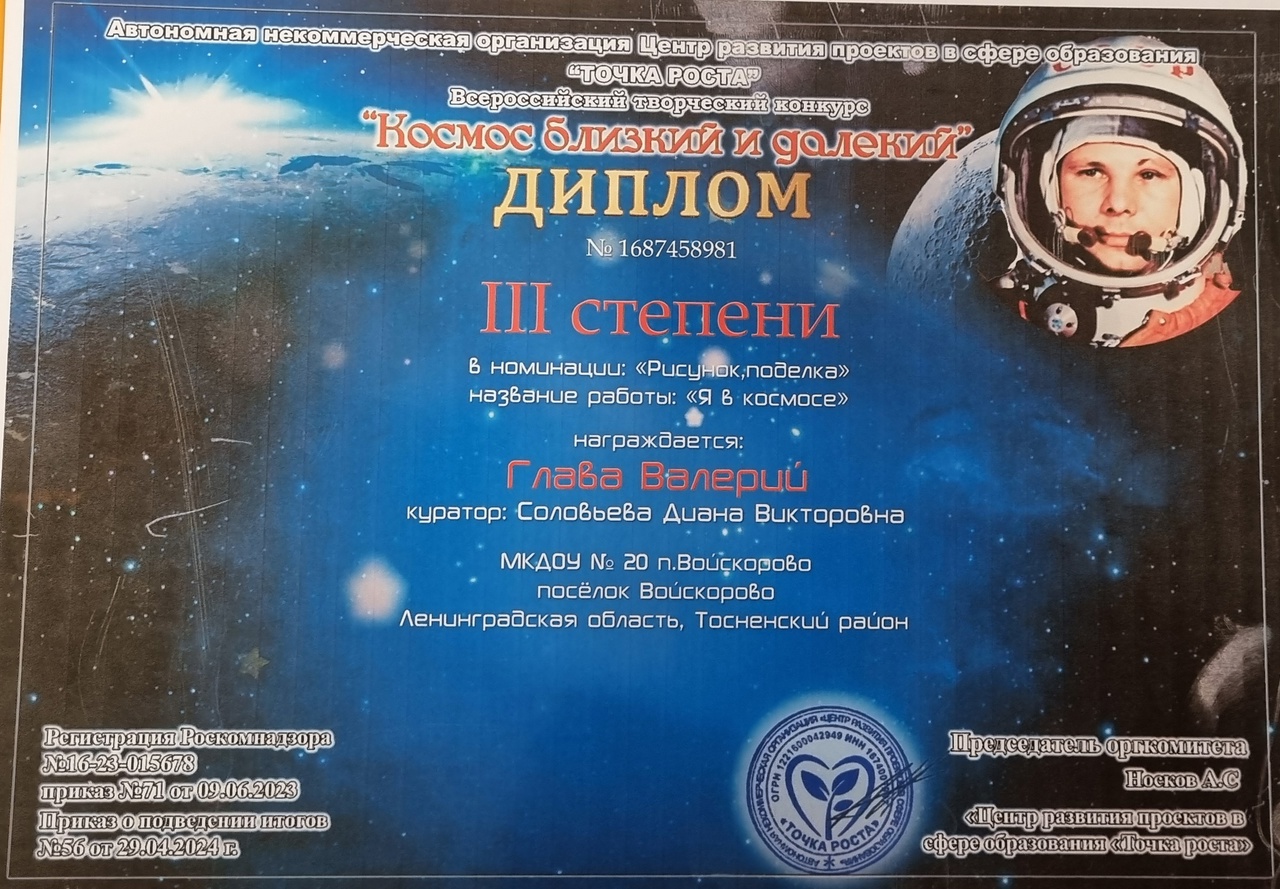 Автономная некоммерческая организация Центр развития проектов в сфере образования
“ТОЧКА РОСТА”
Всероссийский творческий конкурс
“Космос близкий и далекий”
ДИПЛОМ
№ 1687458981
III степени
в номинации: «Рисунок,поделка»
название работы: «Я в космосе»
награждается:
Глава Валерий
куратор: Соловьева Диана Викторовна
МКДОУ № 20 п.Войскорово
посёлок Войскорово
Ленинградская область, Тосненский район
Регистрация Роскомнадзора
№16-23-015678
приказ №71 от 09.06.2023
Приказ о подведении итогов
№56 от 29.04.2024 г.
ОГРН 1221600042949 ИНН
«ТОЧКА РОСТА»
Председатель оргкомитета
Носков А.С
«Центр развития проектов в
сфере образования «Точка роста»